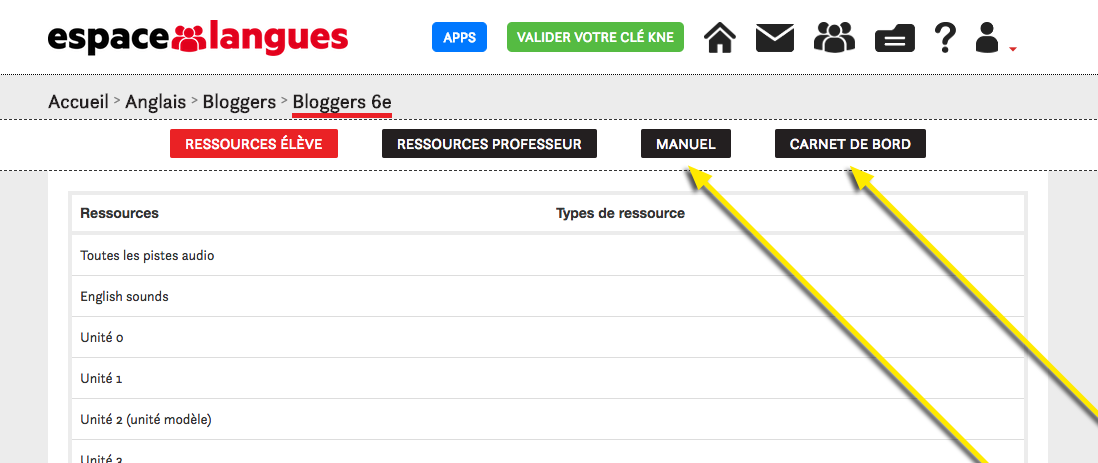 espace langues
APPS
VALIDER VOTRE CLÉ KNE
?
Accueil > Anglais > Bloggers > Bloggers 6e
RESSOURCES ÉLÈVE
RESSOURCES PROFESSEUR
MANUEL
CARNET DE BORD
Ressources Types de ressource
Toutes les pistes audio
English sounds
Unité 0
Unité 1
Unité 2 (unité modèle)
Unité 3